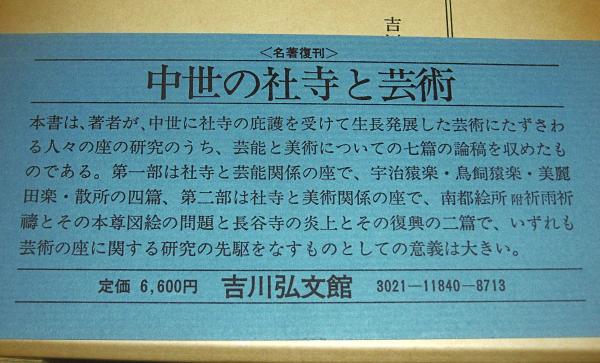 吉
<名著復刊>
中世の社寺と芸術
本書は、著者が、中世に社寺の庇護を受けて生長発展した芸術にたずさわ
る人々の座の研究のうち、芸能と美術についての七篇の論稿を収めたも
のである。第一部は社寺と芸能関係の座で、宇治猿楽・鳥飼猿楽・美麗
田楽・散所の四篇、第二部は社寺と美術関係の座で、南都絵所附祈雨祈
禱とその本尊図絵の問題と長谷寺の炎上とその復興の二篇で、いずれも
芸術の座に関する研究の先駆をなすものとしての意義は大きい。
定価 6,600円 吉川弘文館 3021-11840-8713